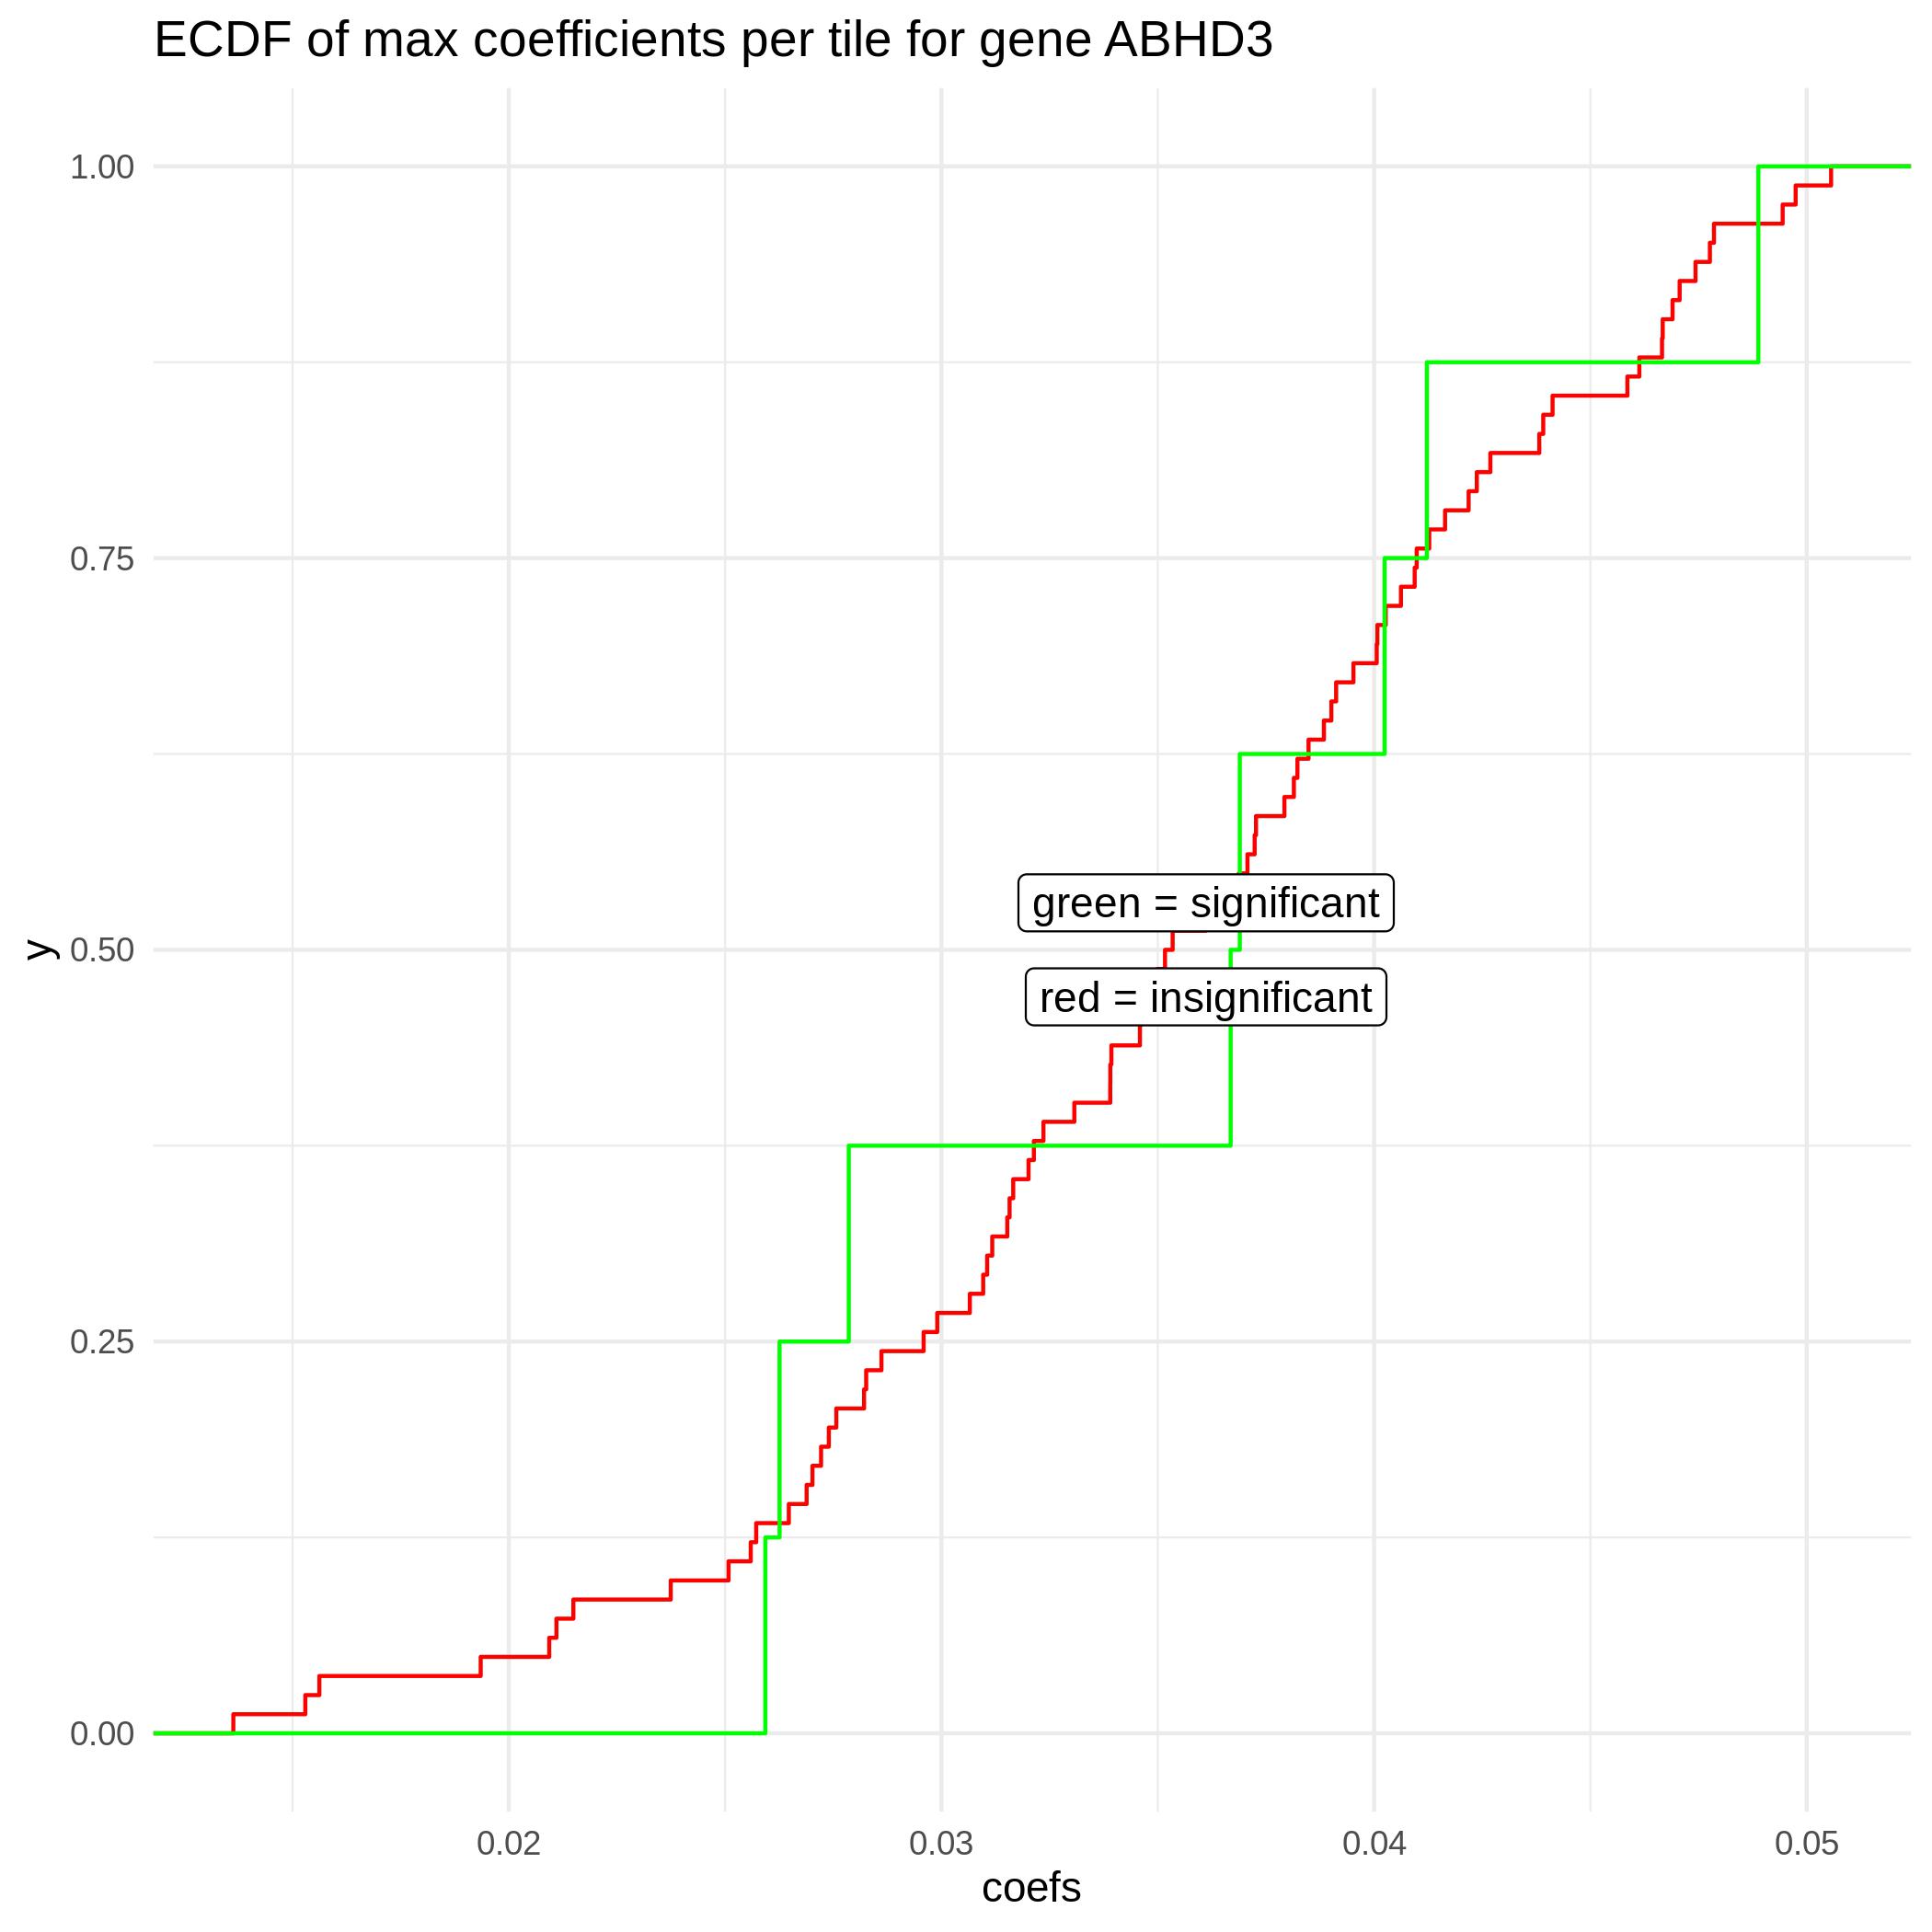 ECDF of max coefficients per tile for gene ABHD3
1.00
0.75
0.50
0.25
0.00
y
green = significant
red = insignificant
0.02 0.03 0.04 0.05
coefs